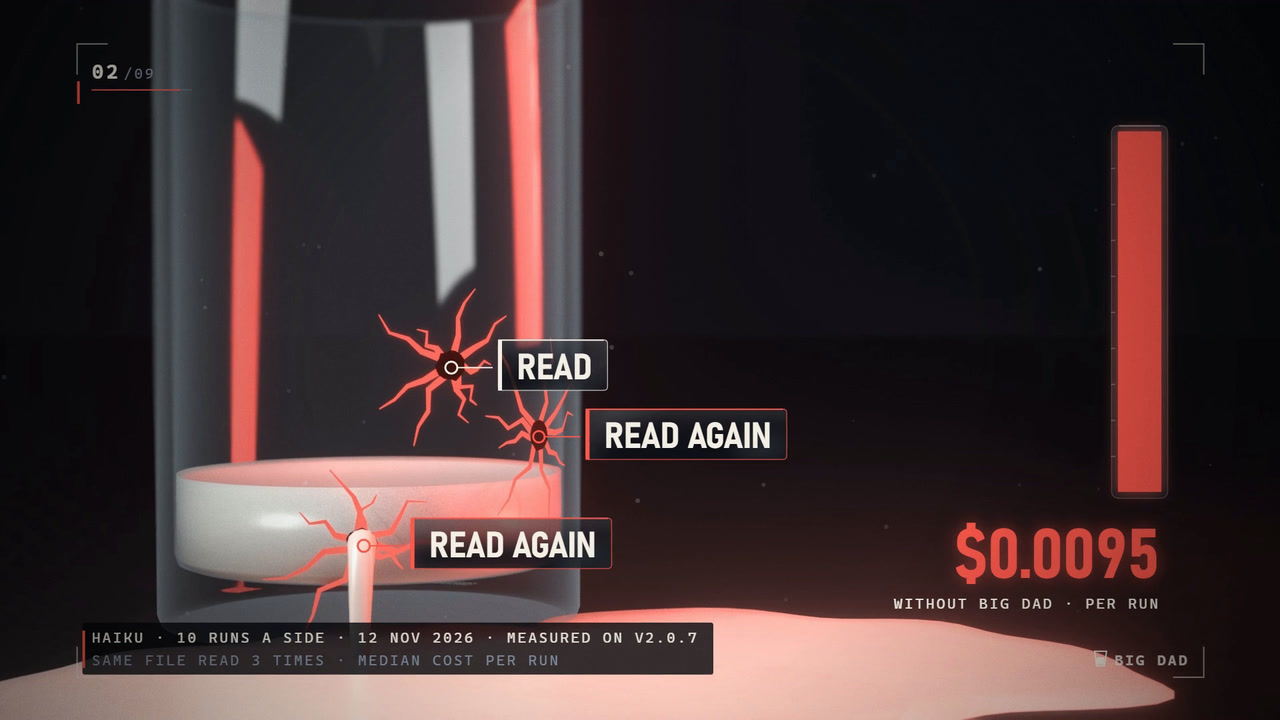 02 /09
READ
READ AGAIN
READ AGAIN
$0.0095
WITHOUT BIG DAD · PER RUN
HAIKU · 10 RUNS A SIDE · 12 NOV 2026 · MEASURED ON V2.0.7
SAME FILE READ 3 TIMES · MEDIAN COST PER RUN
BIG DAD